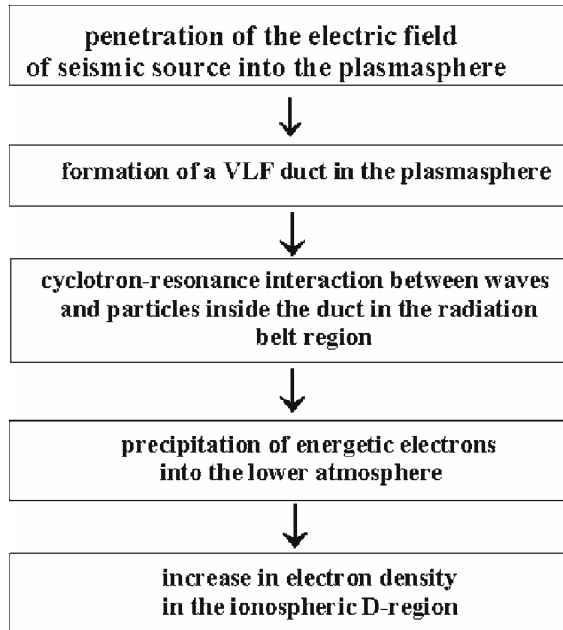 penetration of the electric field
of seismic source into the plasmasphere
formation of a VLF duct in the plasmasphere
cyclotron-resonance interaction between waves
and particles inside the duct in the radiation
belt region
precipitation of energetic electrons
into the lower atmosphere
increase in electron density
in the ionospheric D-region